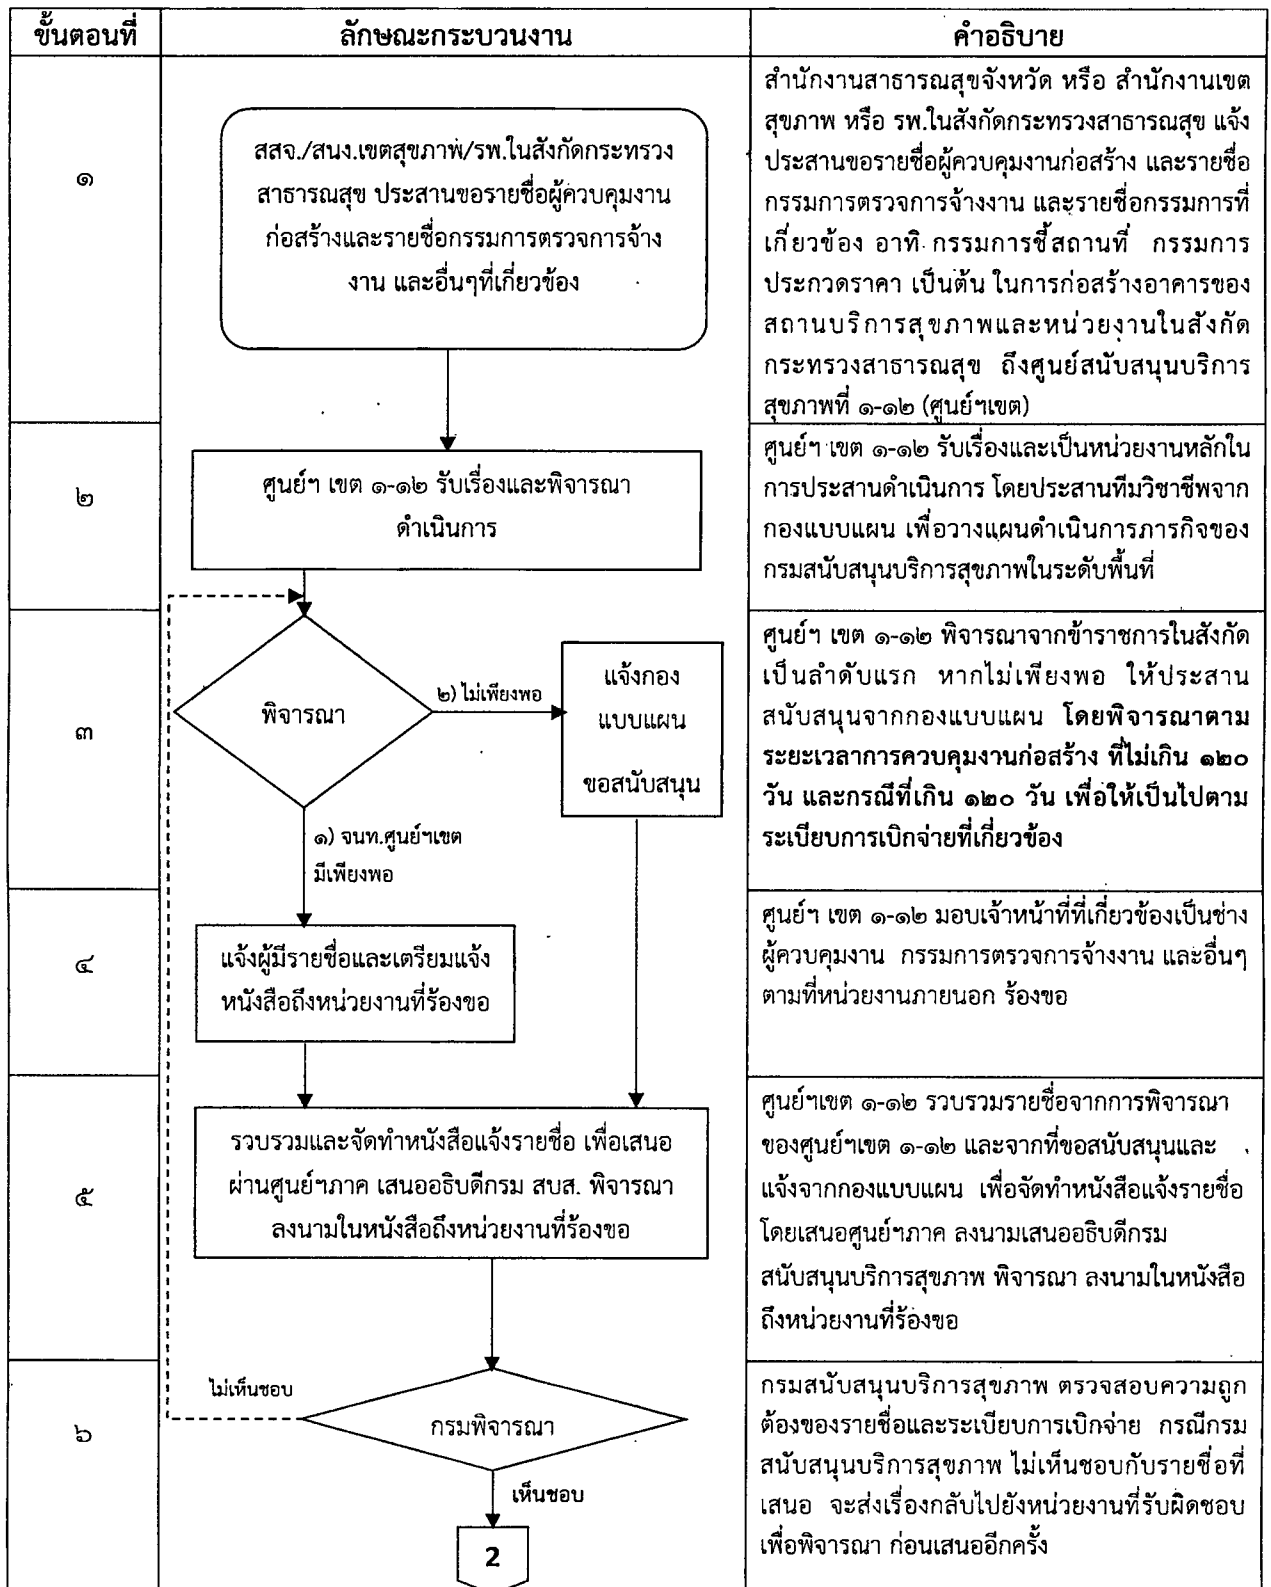 ขั้นตอนที่
ลักษณะกระบวนงาน
คำอธิบาย
๑
สสจ./สนง.เขตสุขภาพ/รพ.ในสังกัดกระทรวง
สาธารณสุข ประสานขอรายชื่อผู้ควบคุมงาน
ก่อสร้างและรายชื่อกรรมการตรวจการจ้าง
งาน และอื่นๆที่เกี่ยวข้อง
สำนักงานสาธารณสุขจังหวัด หรือ สำนักงานเขต
สุขภาพ หรือ รพ.ในสังกัดกระทรวงสาธารณสุข แจ้ง
ประสานขอรายชื่อผู้ควบคุมงานก่อสร้าง และรายชื่อ
กรรมการตรวจการจ้างงาน และรายชื่อกรรมการที่
เกี่ยวข้อง อาทิ กรรมการชี้สถานที่ กรรมการ
ประกวดราคา เป็นต้น ในการก่อสร้างอาคารของ
สถานบริการสุขภาพและหน่วยงานในสังกัด
กระทรวงสาธารณสุข ถึงศูนย์สนับสนุนบริการ
สุขภาพที่ ๑-๑๒ (ศูนย์ฯเขต)
๒
ศูนย์ฯ เขต ๑-๑๒ รับเรื่องและพิจารณา
ดำเนินการ
ศูนย์ฯ เขต ๑-๑๒ รับเรื่องและเป็นหน่วยงานหลักใน
การประสานดำเนินการ โดยประสานทีมวิชาชีพจาก
กองแบบแผน เพื่อวางแผนดำเนินการภารกิจของ
กรมสนับสนุนบริการสุขภาพในระดับพื้นที่
๓
พิจารณา
๒) ไม่เพียงพอ
แจ้งกอง
แบบแผน
ขอสนับสนุน
๑) จนท.ศูนย์ฯเขต
มีเพียงพอ
ศูนย์ฯ เขต ๑-๑๒ พิจารณาจากข้าราชการในสังกัด
เป็นลำดับแรก หากไม่เพียงพอ ให้ประสาน
สนับสนุนจากกองแบบแผน โดยพิจารณาตาม
ระยะเวลาการควบคุมงานก่อสร้าง ที่ไม่เกิน ๑๒๐
วัน และกรณีที่เกิน ๑๒๐ วัน เพื่อให้เป็นไปตาม
ระเบียบการเบิกจ่ายที่เกี่ยวข้อง
๔
แจ้งผู้มีรายชื่อและเตรียมแจ้ง
หนังสือถึงหน่วยงานที่ร้องขอ
ศูนย์ฯ เขต ๑-๑๒ มอบเจ้าหน้าที่ที่เกี่ยวข้องเป็นช่าง
ผู้ควบคุมงาน กรรมการตรวจการจ้างงาน และอื่นๆ
ตามที่หน่วยงานภายนอก ร้องขอ
๕
รวบรวมและจัดทำหนังสือแจ้งรายชื่อ เพื่อเสนอ
ผ่านศูนย์ฯภาค เสนออธิบดีกรม สบส. พิจารณา
ลงนามในหนังสือถึงหน่วยงานที่ร้องขอ
ศูนย์ฯเขต ๑-๑๒ รวบรวมรายชื่อจากการพิจารณา
ของศูนย์ฯเขต ๑-๑๒ และจากที่ขอสนับสนุนและ
แจ้งจากกองแบบแผน เพื่อจัดทำหนังสือแจ้งรายชื่อ
โดยเสนอศูนย์ฯภาค ลงนามเสนออธิบดีกรม
สนับสนุนบริการสุขภาพ พิจารณา ลงนามในหนังสือ
ถึงหน่วยงานที่ร้องขอ
๖
ไม่เห็นชอบ
กรมพิจารณา
เห็นชอบ
2
กรมสนับสนุนบริการสุขภาพ ตรวจสอบความถูก
ต้องของรายชื่อและระเบียบการเบิกจ่าย กรณีกรม
สนับสนุนบริการสุขภาพ ไม่เห็นชอบกับรายชื่อที่
เสนอ จะส่งเรื่องกลับไปยังหน่วยงานที่รับผิดชอบ
เพื่อพิจารณา ก่อนเสนออีกครั้ง